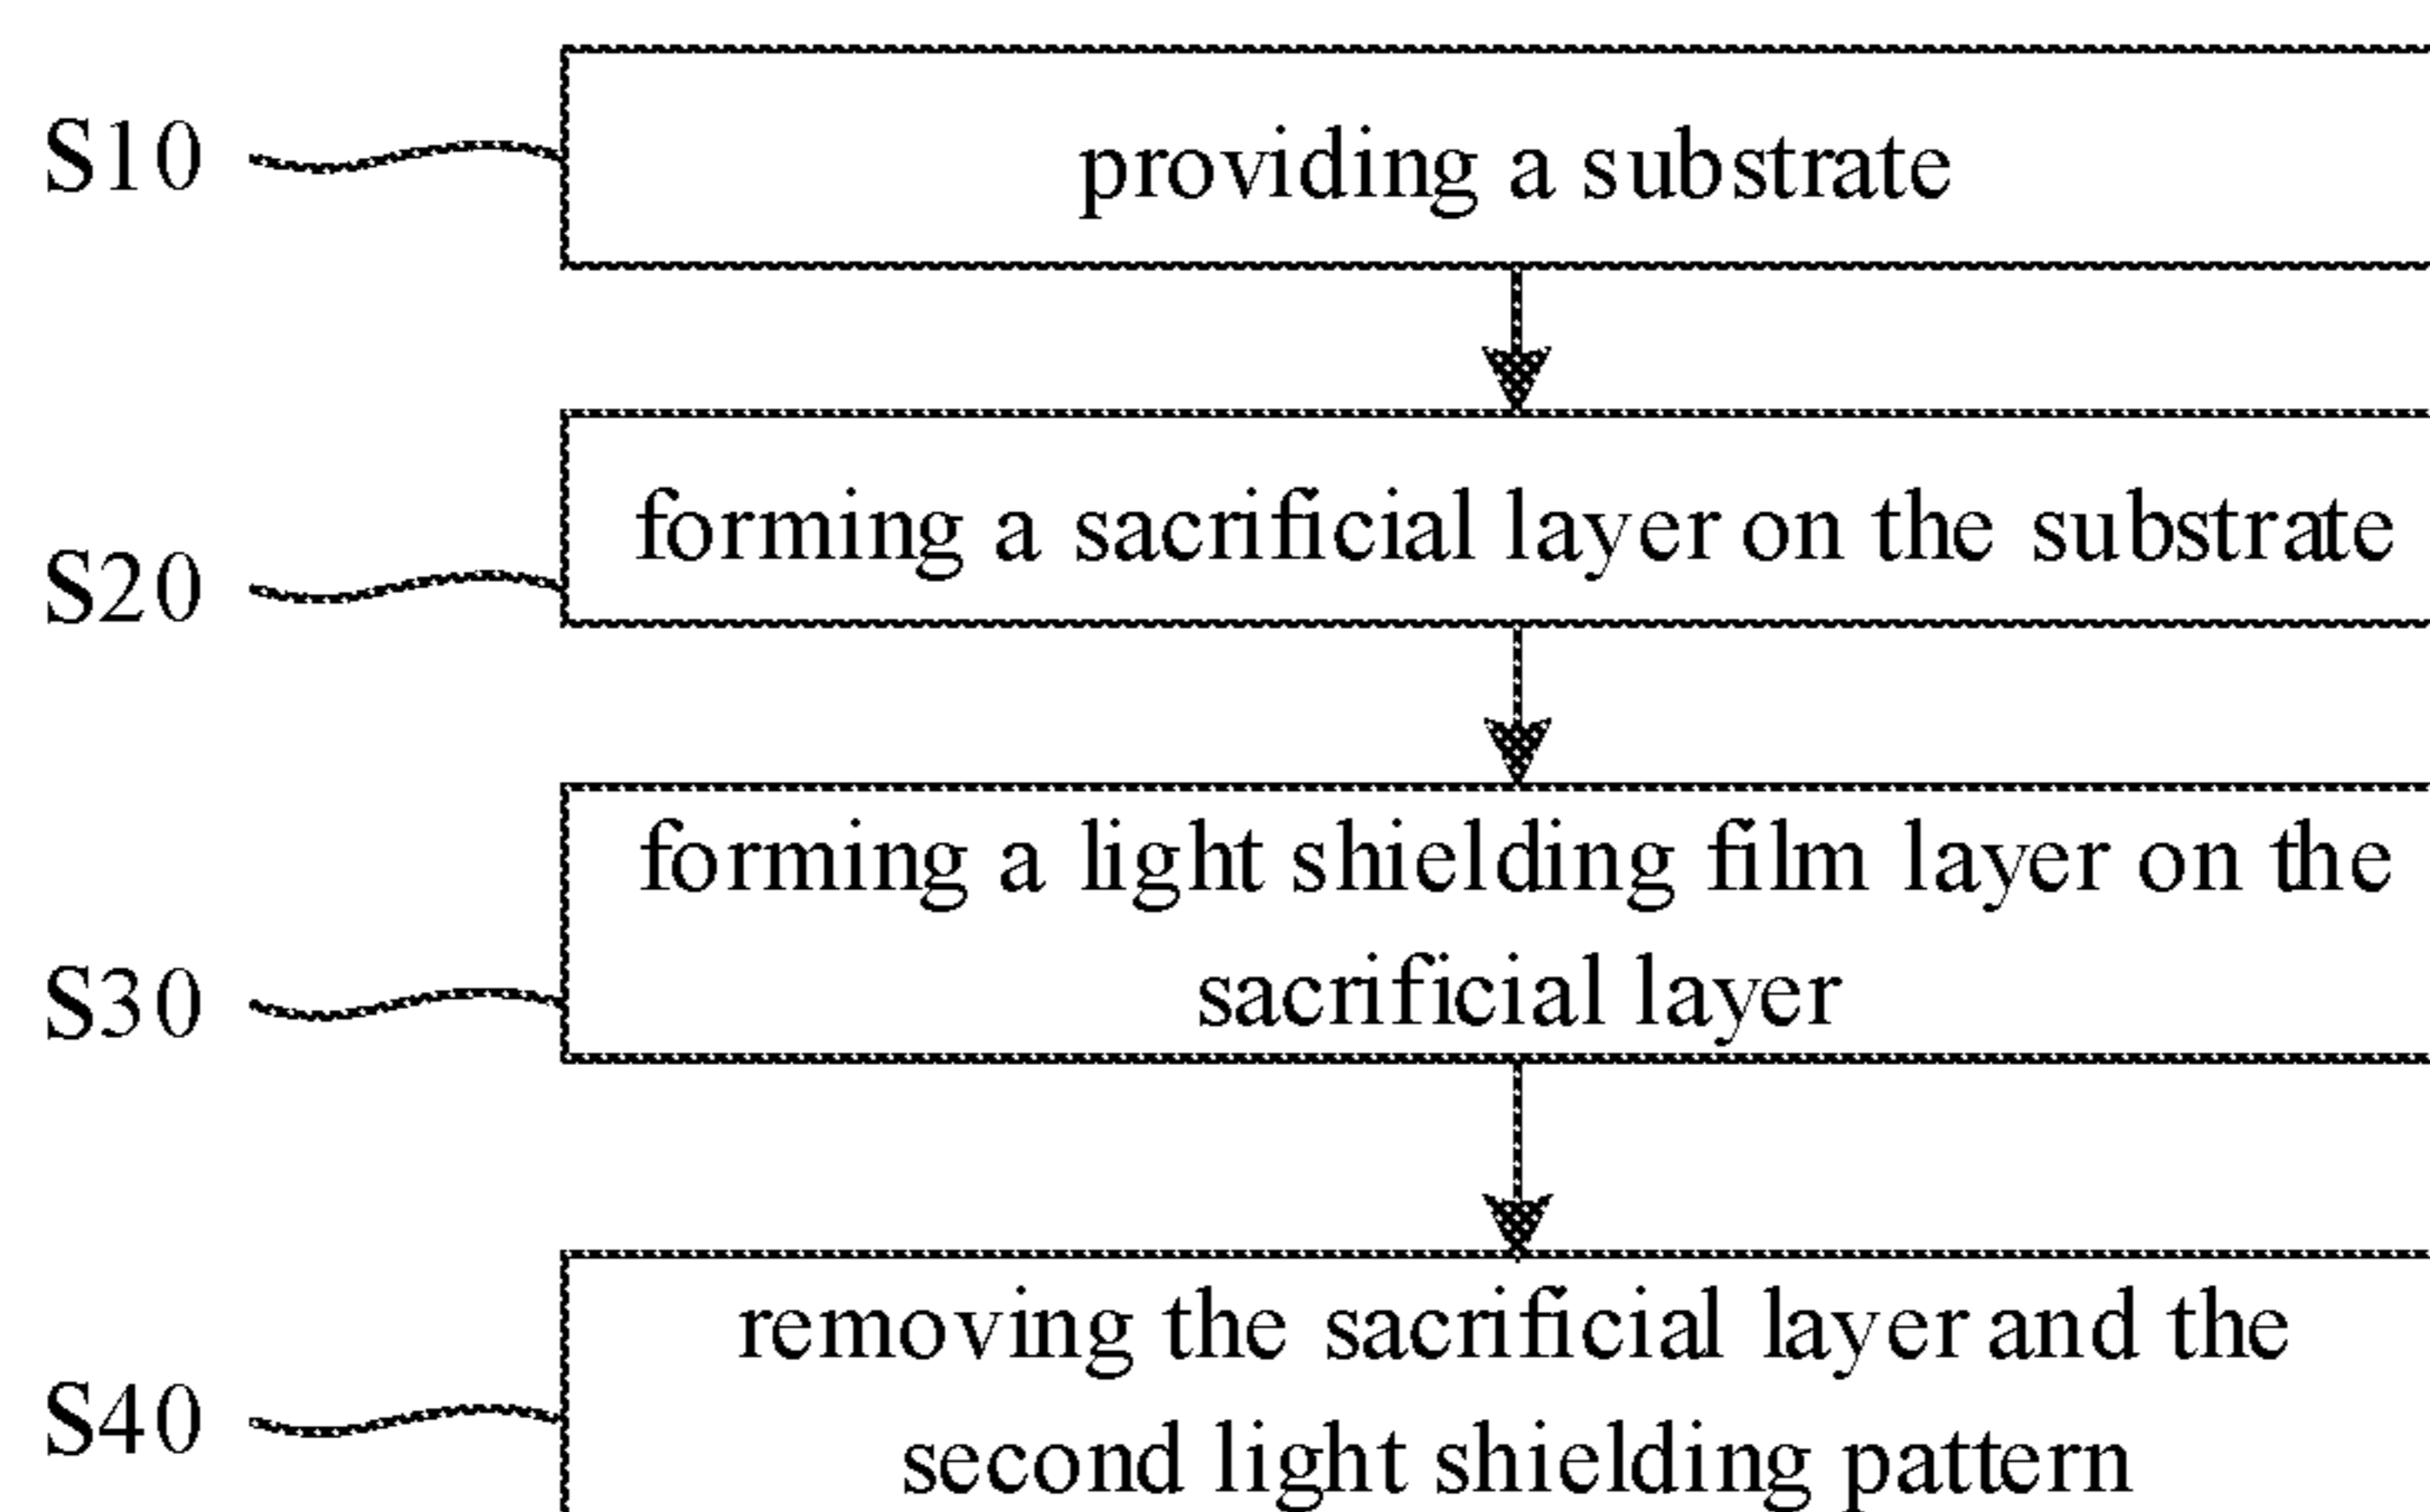 S10
providing a substrate
S20
forming a sacrificial layer on the substrate
S30
forming a light shielding film layer on the
sacrificial layer
S40
removing the sacrificial layer and the
second light shielding pattern